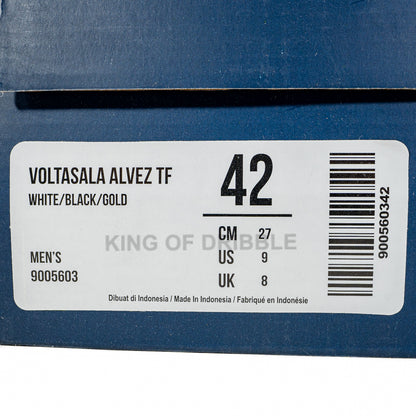 VOLTASALA ALVEZ TF
WHITE/BLACK/GOLD
42
CM 27
KING OF DRIBBLE
US 9
UK 8
MEN'S
9005603
Dibuat di Indonesia / Made In Indonesia / Fabriqué en Indonésie
900560342